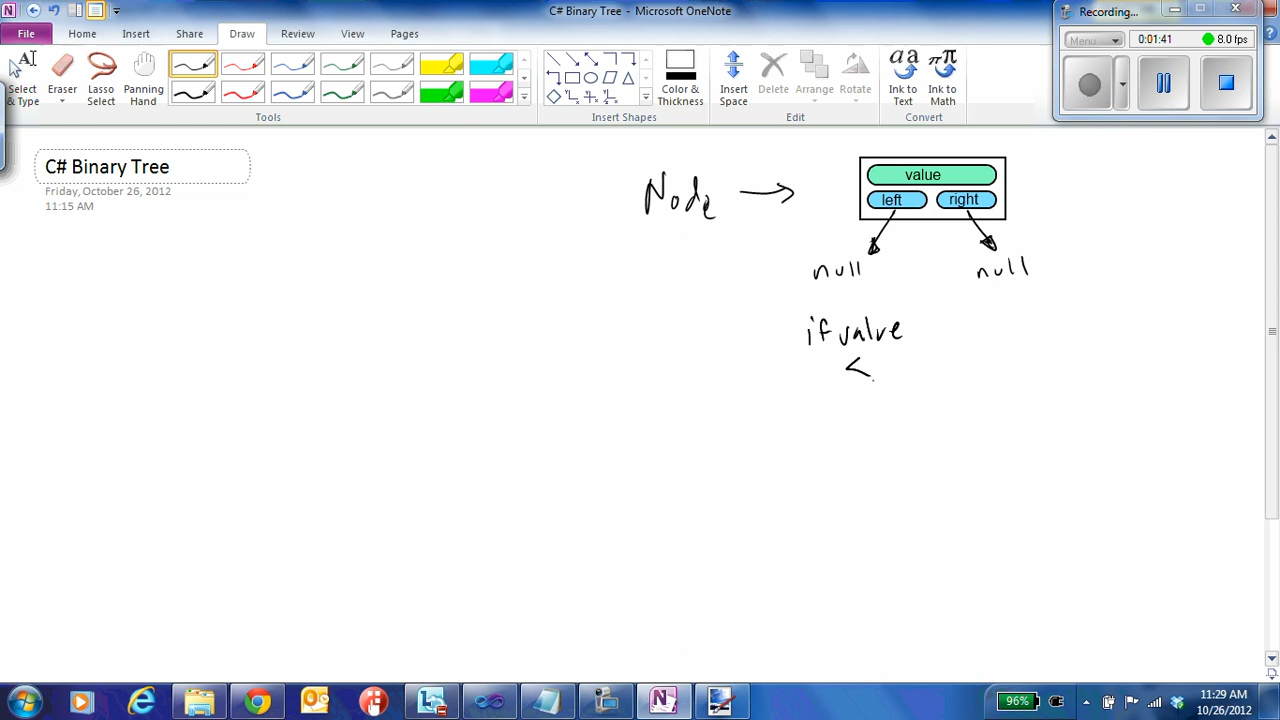 C# Binary Tree - Microsoft OneNote
Recording...
File Home Insert Share Draw Review View Pages
Menu 0:01:41 8.0 fps
Select & Type
Eraser
Lasso Select
Panning Hand
Color & Thickness
Insert Space
Delete
Arrange
Rotate
Ink to Text
Ink to Math
Tools Insert Shapes Edit Convert
C# Binary Tree
Friday, October 26, 2012
11:15 AM
Node →
value
left right
null null
if value
<
96% 11:29 AM
10/26/2012